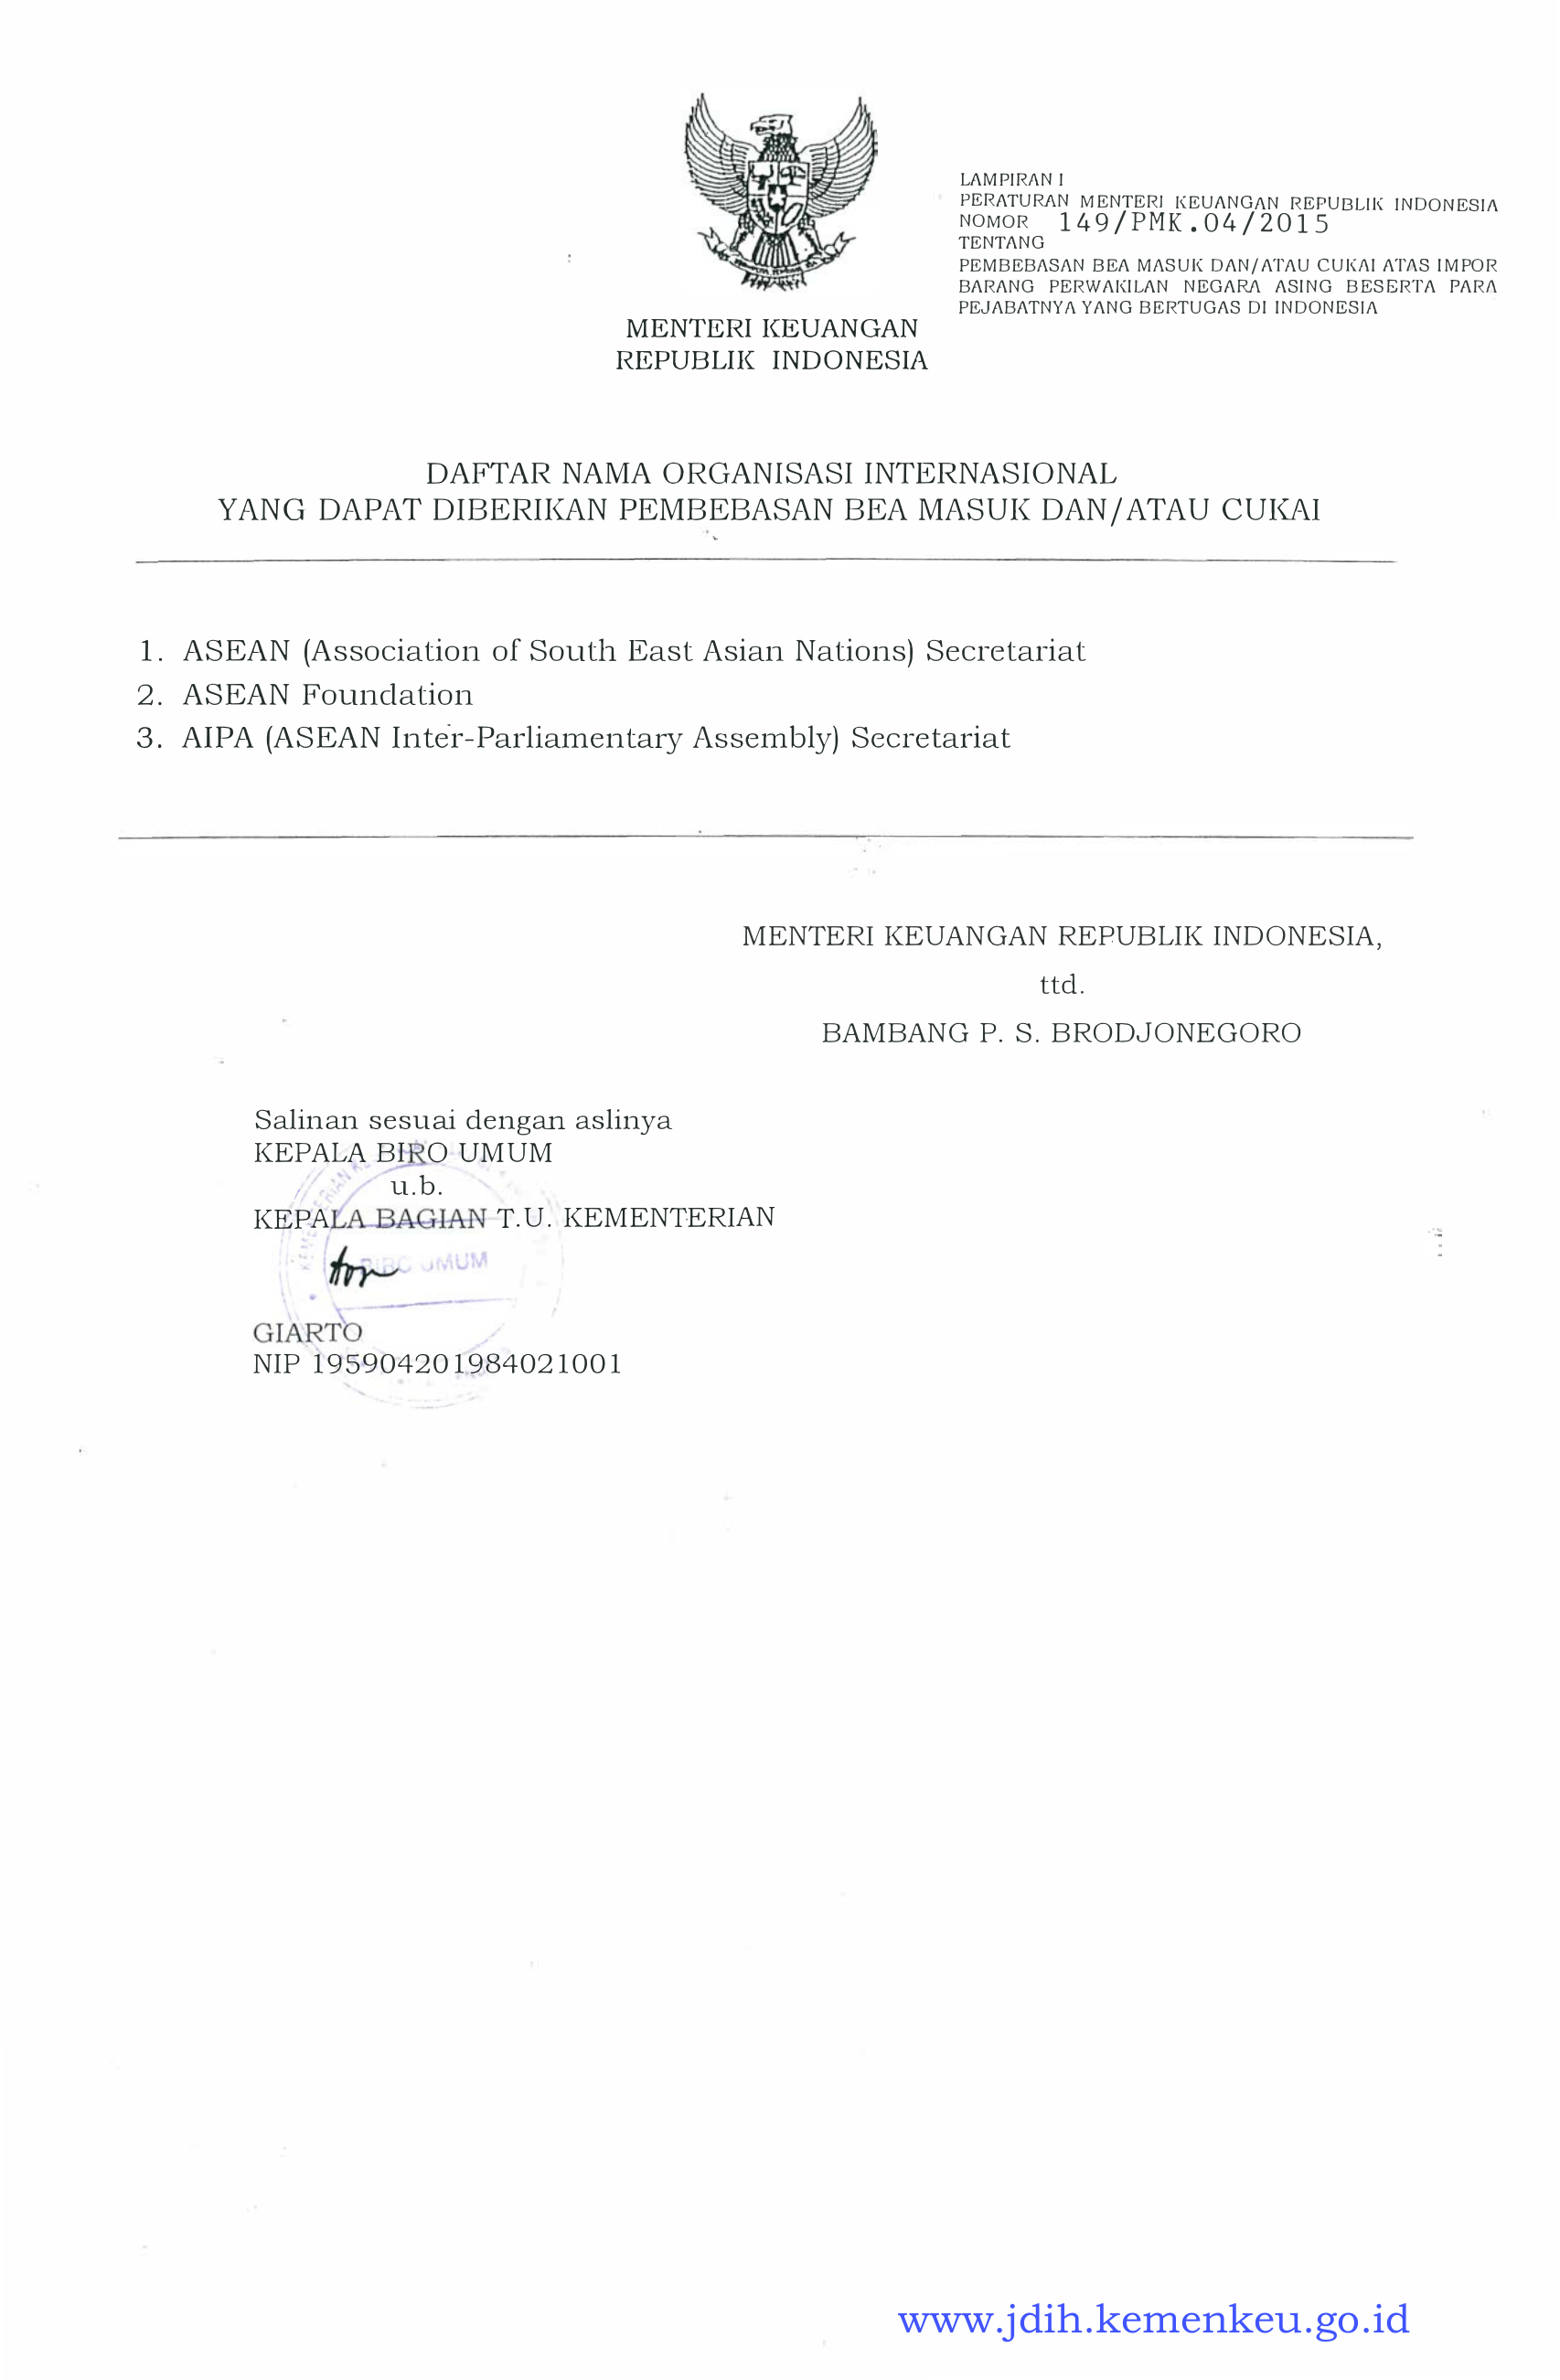 LAMPIRAN I
PERATURAN MENTERI KEUANGAN REPUBLIK INDONESIA
NOMOR 149/PMK.04/2015
TENTANG
PEMBEBASAN BEA MASUK DAN/ATAU CUKAI ATAS IMPOR
BARANG PERWAKILAN NEGARA ASING BESERTA PARA
PEJABATNYA YANG BERTUGAS DI INDONESIA
MENTERI KEUANGAN
REPUBLIK INDONESIA
DAFTAR NAMA ORGANISASI INTERNASIONAL
YANG DAPAT DIBERIKAN PEMBEBASAN BEA MASUK DAN/ATAU CUKAI
1. ASEAN (Association of South East Asian Nations) Secretariat
2. ASEAN Foundation
3. AIPA (ASEAN Inter-Parliamentary Assembly) Secretariat
MENTERI KEUANGAN REPUBLIK INDONESIA,
ttd.
BAMBANG P. S. BRODJONEGORO
Salinan sesuai dengan aslinya
KEPALA BIRO UMUM
u.b.
KEPALA BAGIAN T.U. KEMENTERIAN
BIRO UMUM
GIARTO
NIP 195904201984021001
www.jdih.kemenkeu.go.id